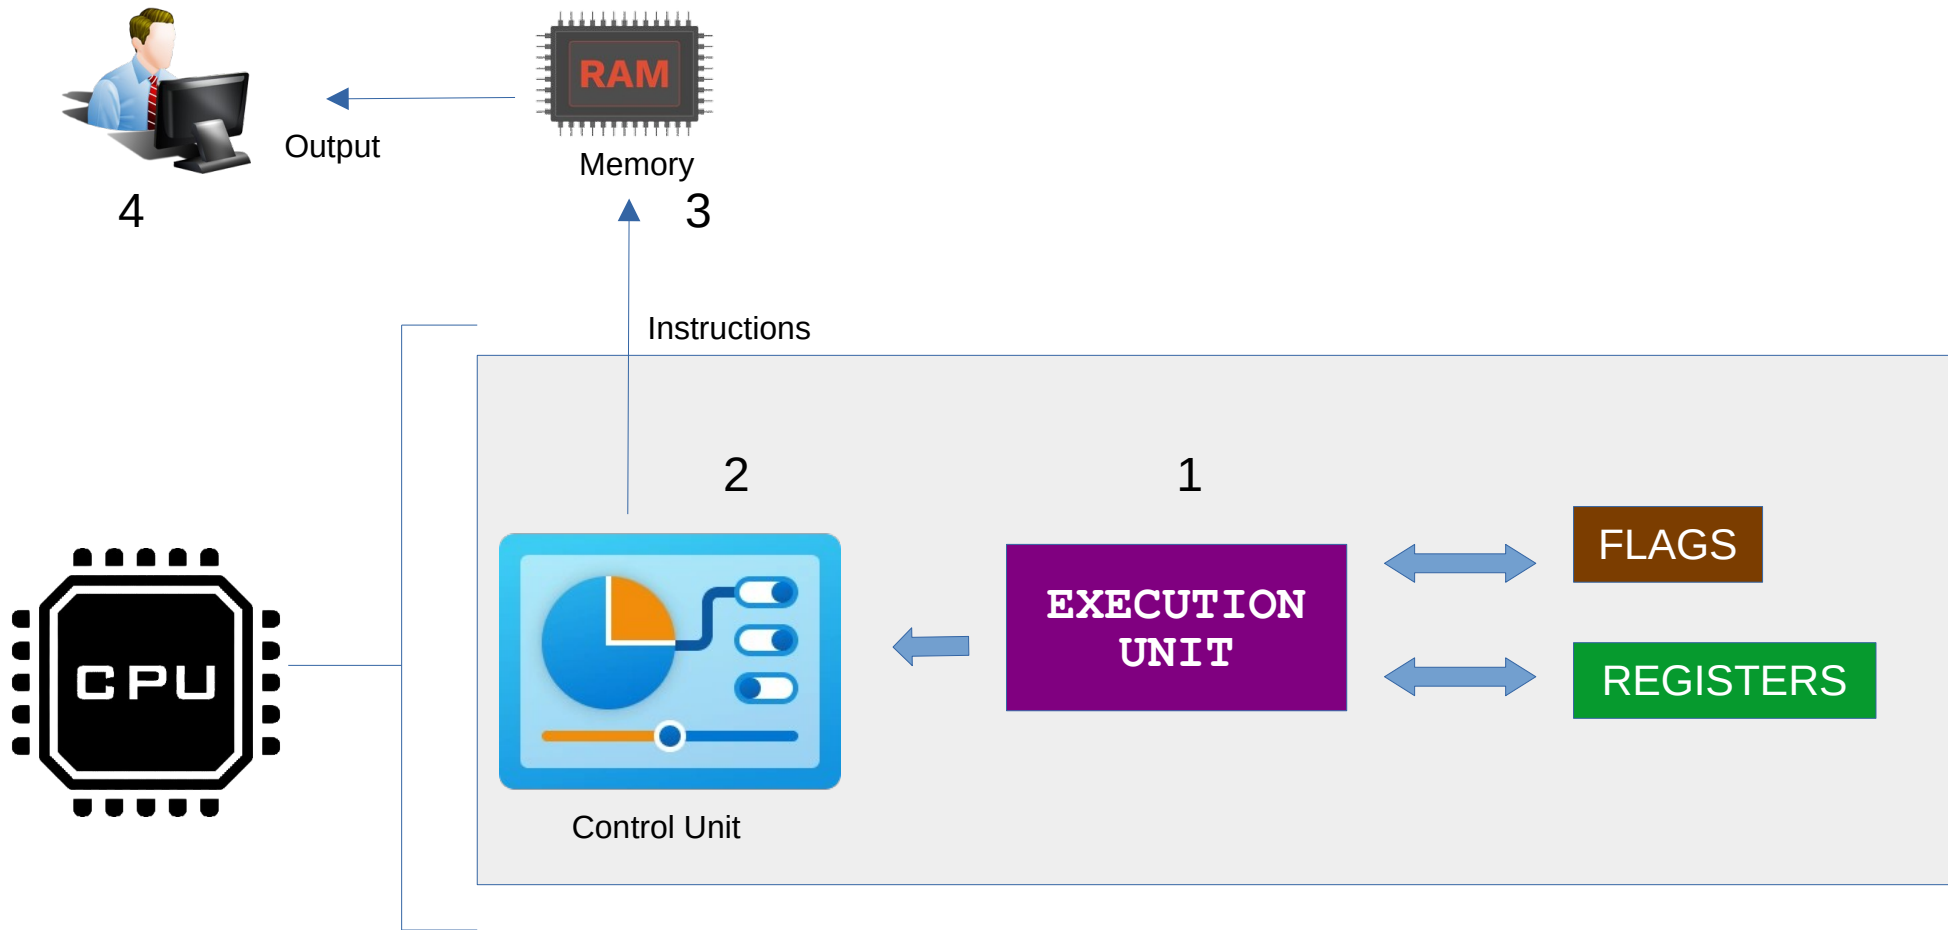 RAM
Output
Memory
4
3
Instructions
2
1
FLAGS
EXECUTION
UNIT
REGISTERS
CPU
Control Unit